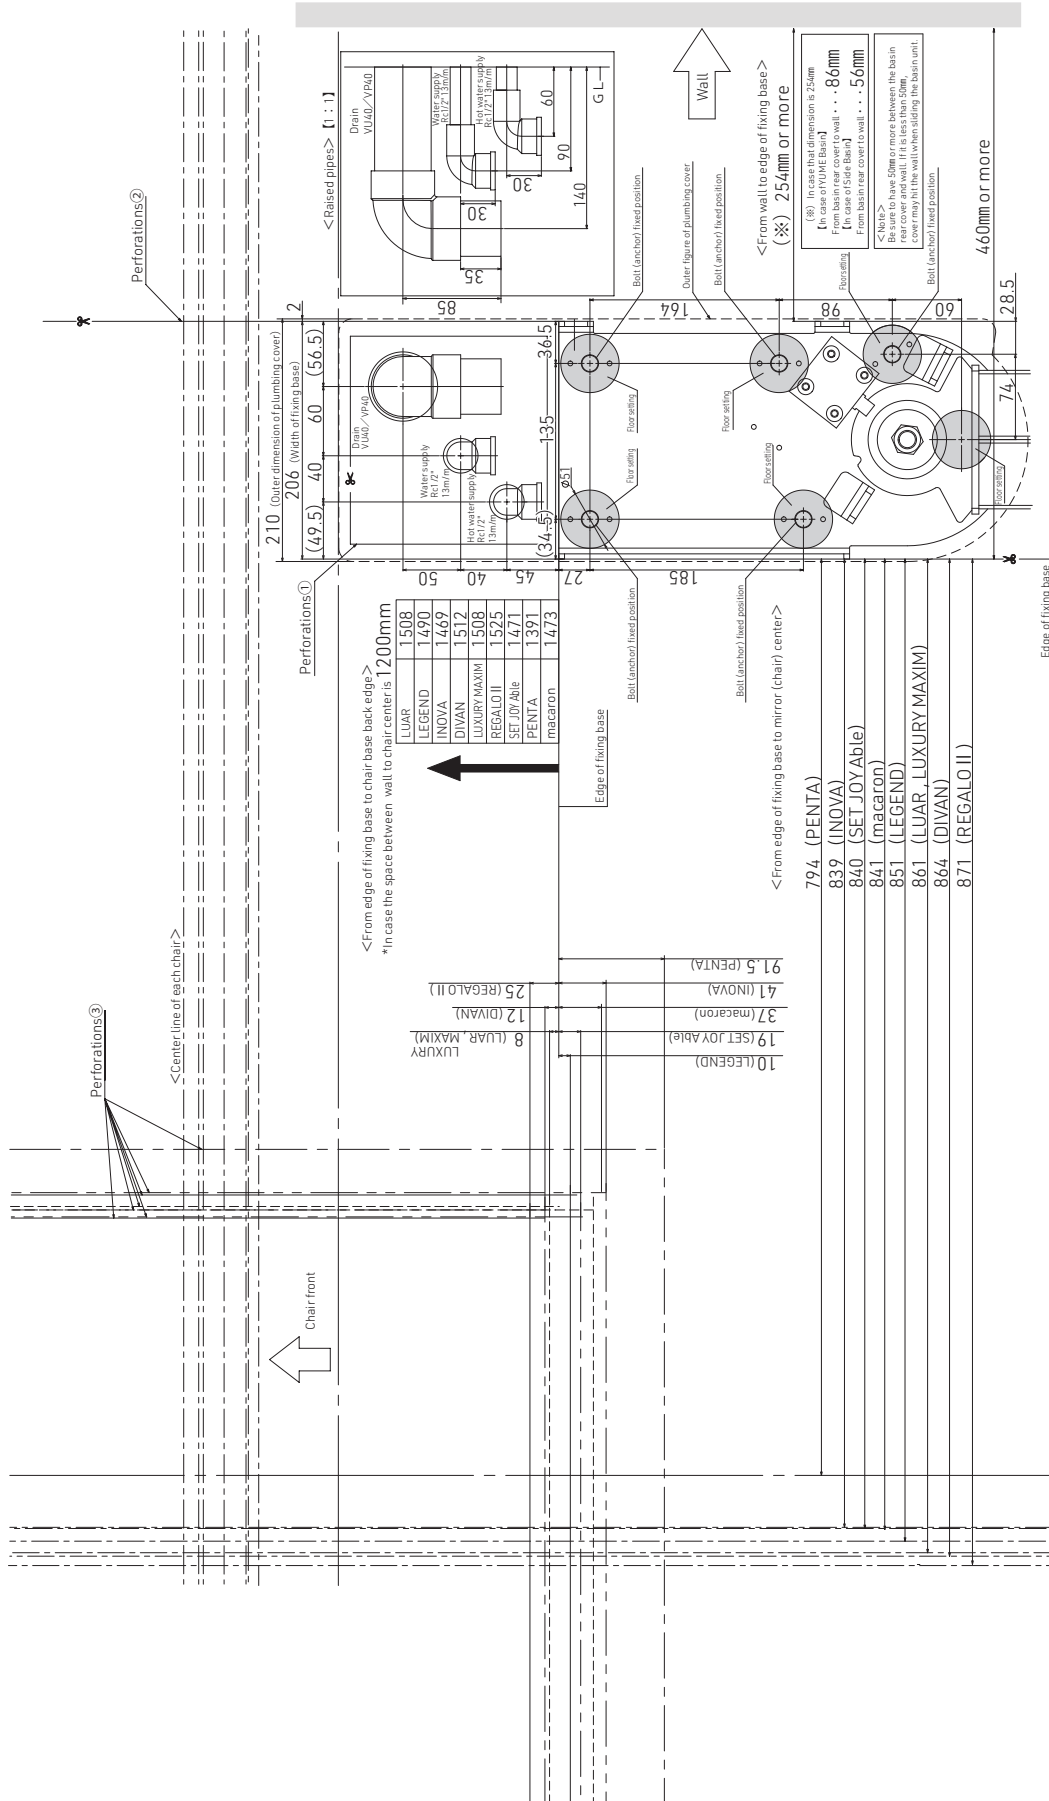 Perforations②
＜Raised pipes＞【1：1】
Drain
VU40／VP40
Water supply
Rc1/2" 13m/m
Hot water supply
Rc1/2" 13m/m
30
30
35
85
60
90
140
G L
Wall
＜From wall to edge of fixing base＞
(※) 254mm or more
(※) In case that dimension is 254mm
【In case of YUME Basin】
From basin rear cover to wall・・・86mm
【In case of Side Basin】
From basin rear cover to wall・・・56mm
＜Note＞
Be sure to have 50mm or more between the basin
rear cover and wall. If it is less than 50mm,
cover may hit the wall when sliding the basin unit.
460mm or more
2
210 (Outer dimension of plumbing cover)
206 (Width of fixing base)
(49.5)
40
60
(56.5)
Drain
VU40／VP40
Water supply
Rc1/2"
13m/m
Hot water supply
Rc1/2"
13m/m
(34.5)
135
36.5
50
40
45
27
185
164
98
60
28.5
74
ø51
Bolt (anchor) fixed position
Outer figure of plumbing cover
Bolt (anchor) fixed position
Bolt (anchor) fixed position
Floor setting
Floor setting
Floor setting
Floor setting
Floor setting
Floor setting
Bolt (anchor) fixed position
Bolt (anchor) fixed position
Edge of fixing base
Perforations①
＜From edge of fixing base to chair base back edge＞
*In case the space between wall to chair center is 1200mm
LUAR 1508
LEGEND 1490
INOVA 1469
DIVAN 1512
LUXURY MAXIM 1508
REGALO II 1525
SET JOY Able 1471
PENTA 1391
macaron 1473
Edge of fixing base
＜From edge of fixing base to mirror (chair) center＞
794 (PENTA)
839 (INOVA)
840 (SET JOY Able)
841 (macaron)
851 (LEGEND)
861 (LUAR , LUXURY MAXIM)
864 (DIVAN)
871 (REGALO II)
＜Center line of each chair＞
Perforations③
25 (REGALO II)
12 (DIVAN)
8 (LUAR , MAXIM)
LUXURY
91.5 (PENTA)
41 (INOVA)
37 (macaron)
19 (SET JOY Able)
10 (LEGEND)
Chair front